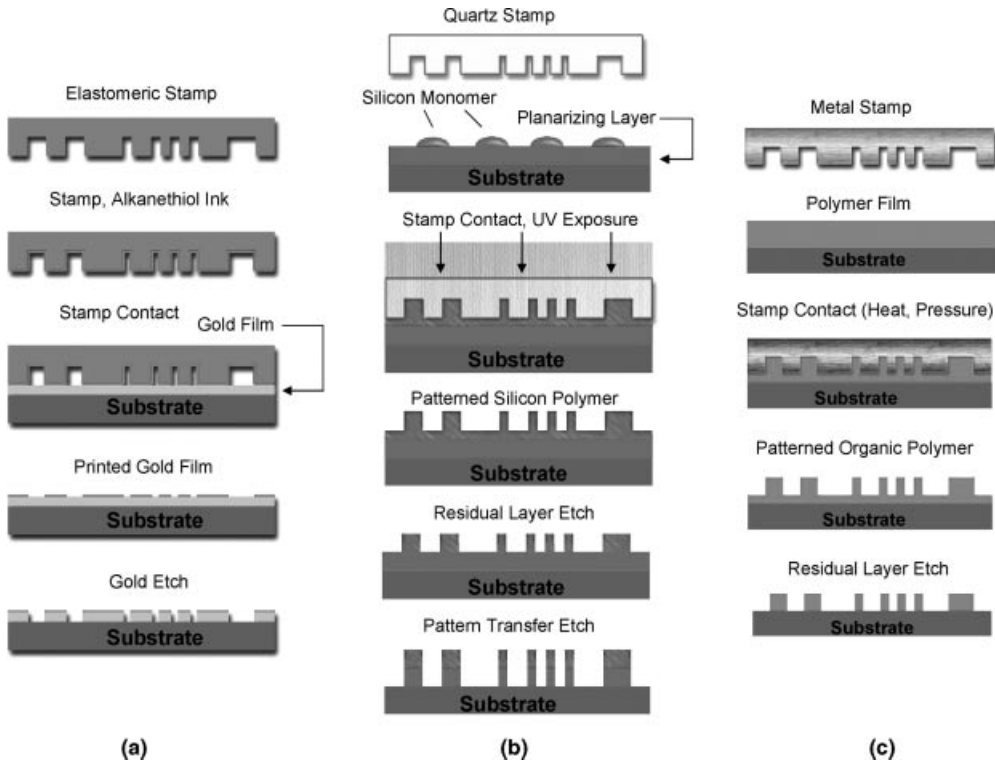 Elastomeric Stamp
Stamp, Alkanethiol Ink
Stamp Contact
Gold Film
Substrate
Printed Gold Film
Substrate
Gold Etch
Substrate
(a)
Quartz Stamp
Silicon Monomer
Planarizing Layer
Substrate
Stamp Contact, UV Exposure
Substrate
Patterned Silicon Polymer
Substrate
Residual Layer Etch
Substrate
Pattern Transfer Etch
Substrate
(b)
Metal Stamp
Polymer Film
Substrate
Stamp Contact (Heat, Pressure)
Substrate
Patterned Organic Polymer
Substrate
Residual Layer Etch
Substrate
(c)